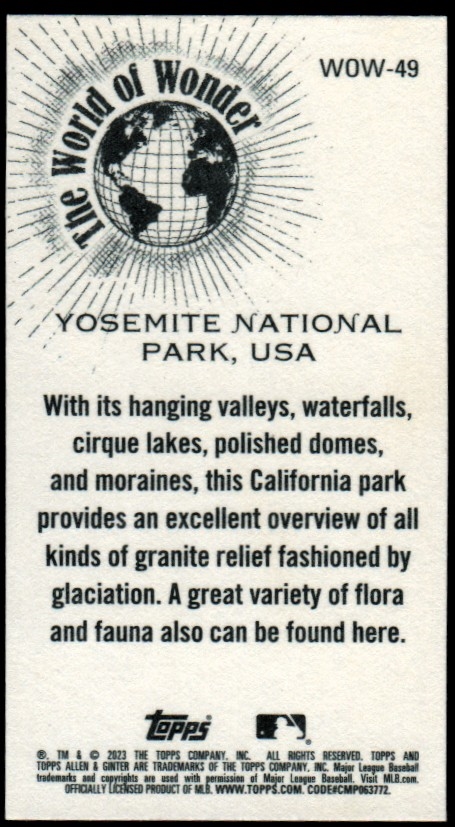 The World of Wonder
WOW-49
YOSEMITE NATIONAL
PARK, USA
With its hanging valleys, waterfalls,
cirque lakes, polished domes,
and moraines, this California park
provides an excellent overview of all
kinds of granite relief fashioned by
glaciation. A great variety of flora
and fauna also can be found here.
Topps
®, TM & © 2023 THE TOPPS COMPANY, INC. ALL RIGHTS RESERVED. TOPPS AND
TOPPS ALLEN & GINTER ARE TRADEMARKS OF THE TOPPS COMPANY, INC. Major League Baseball
trademarks and copyrights are used with permission of Major League Baseball. Visit MLB.com.
OFFICIALLY LICENSED PRODUCT OF MLB. WWW.TOPPS.COM. CODE#CMP063772.